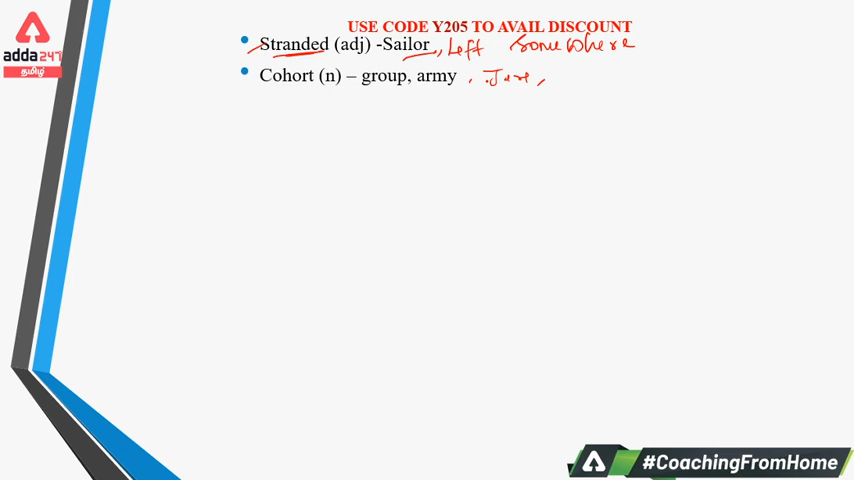 USE CODE Y205 TO AVAIL DISCOUNT
• Stranded (adj) -Sailor, Left somewhere
• Cohort (n) – group, army,
adda247
தமிழ்
#CoachingFromHome